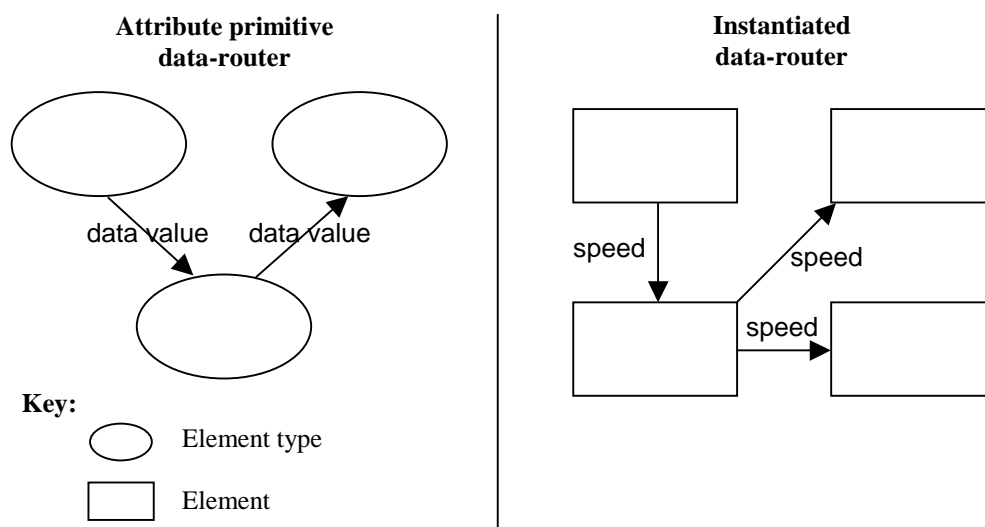 Attribute primitive
data-router
data value
data value
Key:
Element type
Element
Instantiated
data-router
speed
speed
speed